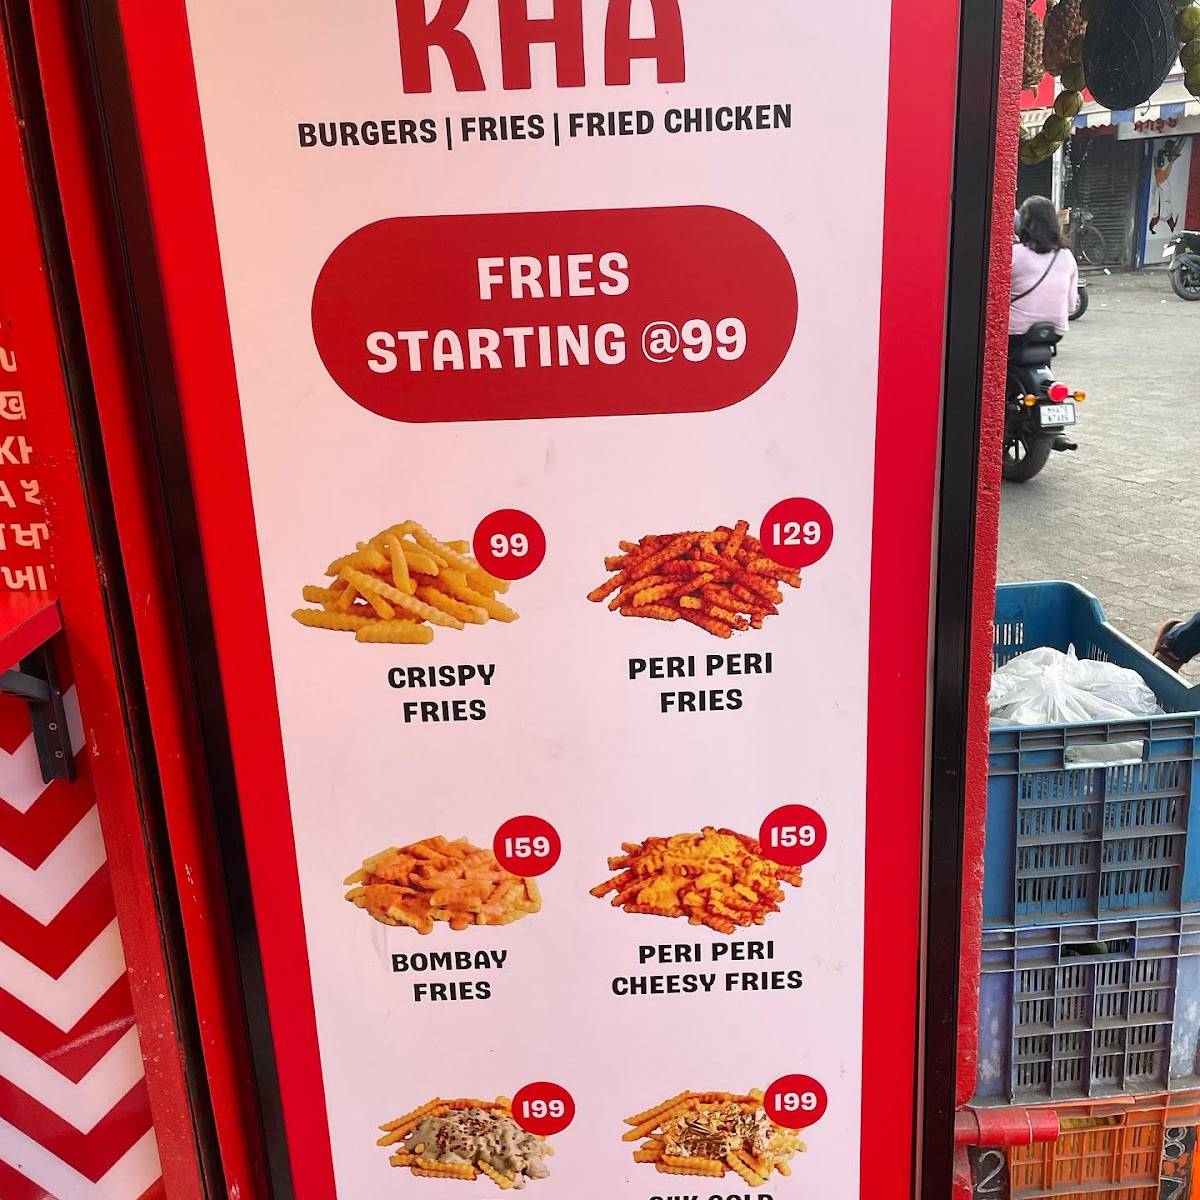 KHA
BURGERS | FRIES | FRIED CHICKEN
FRIES
STARTING @99
99
129
CRISPY
FRIES
PERI PERI
FRIES
159
159
BOMBAY
FRIES
PERI PERI
CHEESY FRIES
199
199